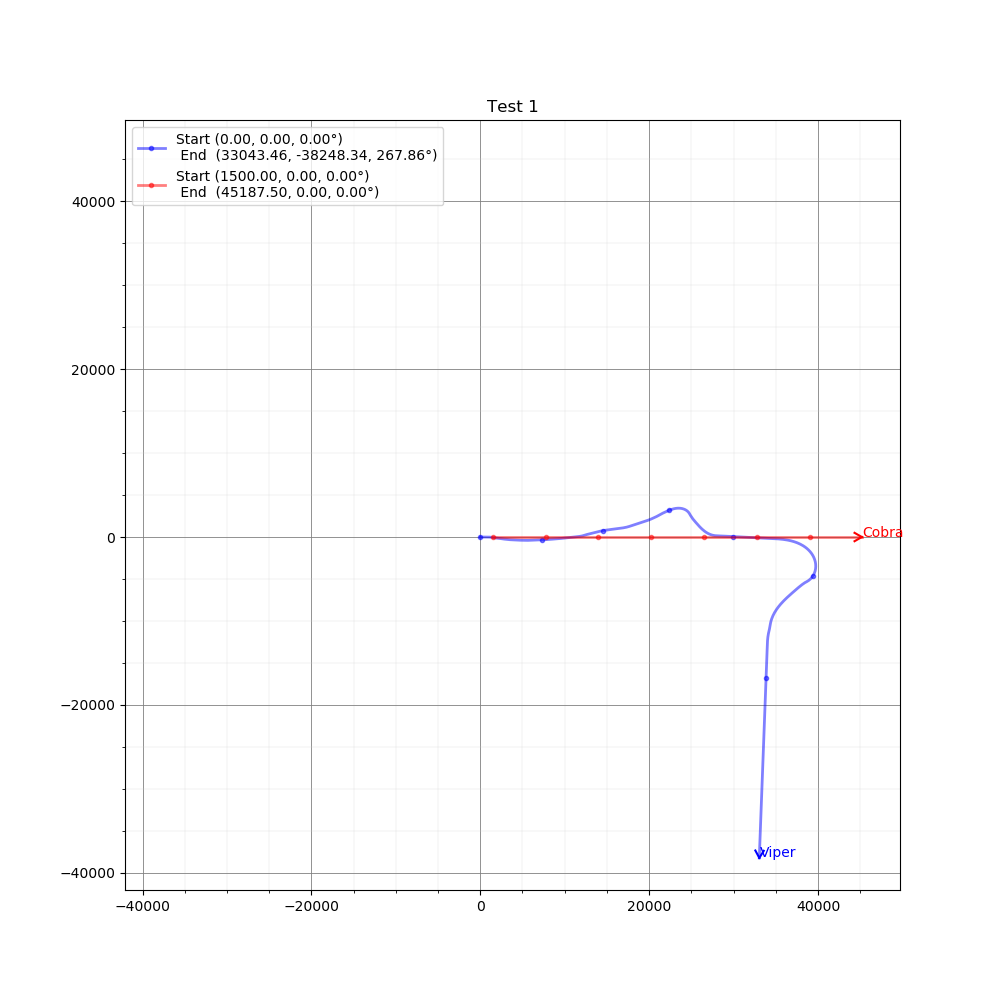 Test 1
Start (0.00, 0.00, 0.00°)
End  (33043.46, -38248.34, 267.86°)
Start (1500.00, 0.00, 0.00°)
End  (45187.50, 0.00, 0.00°)
40000
20000
0
−20000
−40000
Cobra
Viper
−40000
−20000
0
20000
40000